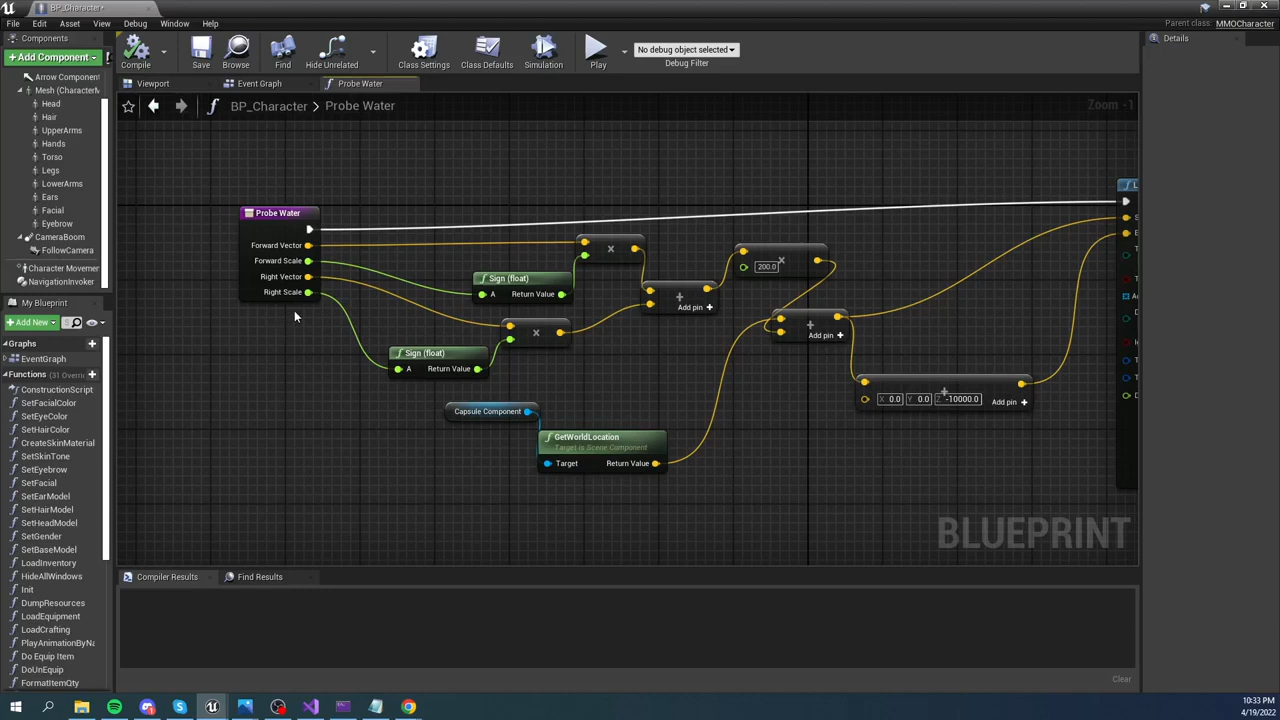 BP_Character*
File
Edit
Asset
View
Debug
Window
Help
Parent class:
MMOCharacter
Components
+ Add Component
Arrow Component
Mesh (CharacterM
Head
Hair
UpperArms
Hands
Torso
Legs
LowerArms
Ears
Facial
Eyebrow
CameraBoom
FollowCamera
Character Movemer
NavigationInvoker
My Blueprint
+ Add New
Graphs
EventGraph
Functions (31 Overri
ConstructionScript
SetFacialColor
SetEyeColor
SetHairColor
CreateSkinMaterial
SetSkinTone
SetEyebrow
SetFacial
SetEarModel
SetHairModel
SetHeadModel
SetGender
SetBaseModel
LoadInventory
HideAllWindows
Init
DumpResources
LoadEquipment
LoadCrafting
PlayAnimationByNa
Do Equip Item
DoUnEquip
FormatItemQty
Compile
Save
Browse
Find
Hide Unrelated
Class Settings
Class Defaults
Simulation
Play
No debug object selected
Debug Filter
Viewport
Event Graph
Probe Water
BP_Character > Probe Water
Zoom -1
Details
Probe Water
Forward Vector
Forward Scale
Right Vector
Right Scale
Sign (float)
A Return Value
Sign (float)
A Return Value
Add pin +
200.0
Add pin +
X 0.0 Y 0.0 Z -10000.0 Add pin +
Capsule Component
GetWorldLocation
Target is Scene Component
Target Return Value
BLUEPRINT
Compiler Results
Find Results
Clear
10:33 PM
4/19/2022